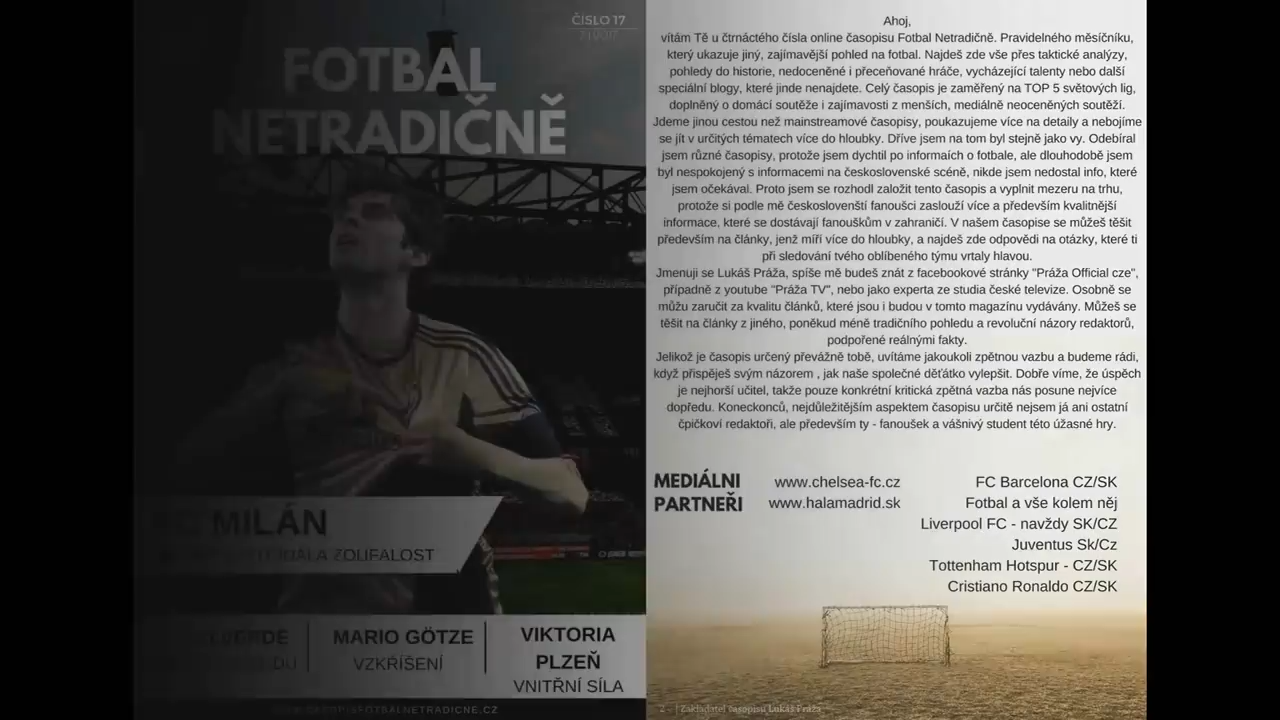 ČÍSLO 17
FOTBAL
NETRADIČNĚ
MILÁN
ZOUFALOST
MARIO GÖTZE
VZKŘÍŠENÍ
VIKTORIA
PLZEŇ
VNITŘNÍ SÍLA
WWW.CASOPISFOTBALNETRADICNE.CZ
Ahoj,
vítám Tě u čtrnáctého čísla online časopisu Fotbal Netradičně. Pravidelného měsíčníku,
který ukazuje jiný, zajímavější pohled na fotbal. Najdeš zde vše přes taktické analýzy,
pohledy do historie, nedoceněné i přeceňované hráče, vycházející talenty nebo další
speciální blogy, které jinde nenajdete. Celý časopis je zaměřený na TOP 5 světových lig,
doplněný o domácí soutěže i zajímavosti z menších, mediálně neoceněných soutěží.
Jdeme jinou cestou než mainstreamové časopisy, poukazujeme více na detaily a nebojíme
se jít v určitých tématech více do hloubky. Dříve jsem na tom byl stejně jako vy. Odebíral
jsem různé časopisy, protože jsem dychtil po informaích o fotbale, ale dlouhodobě jsem
byl nespokojený s informacemi na československé scéně, nikde jsem nedostal info, které
jsem očekával. Proto jsem se rozhodl založit tento časopis a vyplnit mezeru na trhu,
protože si podle mě českoslovenští fanoušci zaslouží více a především kvalitnější
informace, které se dostávají fanouškům v zahraničí. V našem časopise se můžeš těšit
především na články, jenž míří více do hloubky, a najdeš zde odpovědi na otázky, které ti
při sledování tvého oblíbeného týmu vrtaly hlavou.
Jmenuji se Lukáš Práža, spíše mě budeš znát z facebookové stránky "Práža Official cze",
případně z youtube "Práža TV", nebo jako experta ze studia české televize. Osobně se
můžu zaručit za kvalitu článků, které jsou i budou v tomto magazínu vydávány. Můžeš se
těšit na články z jiného, poněkud méně tradičního pohledu a revoluční názory redaktorů,
podpořené reálnými fakty.
Jelikož je časopis určený převážně tobě, uvítáme jakoukoli zpětnou vazbu a budeme rádi,
když přispěješ svým názorem , jak naše společné děťátko vylepšit. Dobře víme, že úspěch
je nejhorší učitel, takže pouze konkrétní kritická zpětná vazba nás posune nejvíce
dopředu. Koneckonců, nejdůležitějším aspektem časopisu určitě nejsem já ani ostatní
čpičkoví redaktoři, ale především ty - fanoušek a vášnivý student této úžasné hry.
MEDIÁLNI
PARTNEŘI
www.chelsea-fc.cz
www.halamadrid.sk
FC Barcelona CZ/SK
Fotbal a vše kolem něj
Liverpool FC - navždy SK/CZ
Juventus Sk/Cz
Tottenham Hotspur - CZ/SK
Cristiano Ronaldo CZ/SK
2 - | Zakladatel časopisu Lukáš Práža